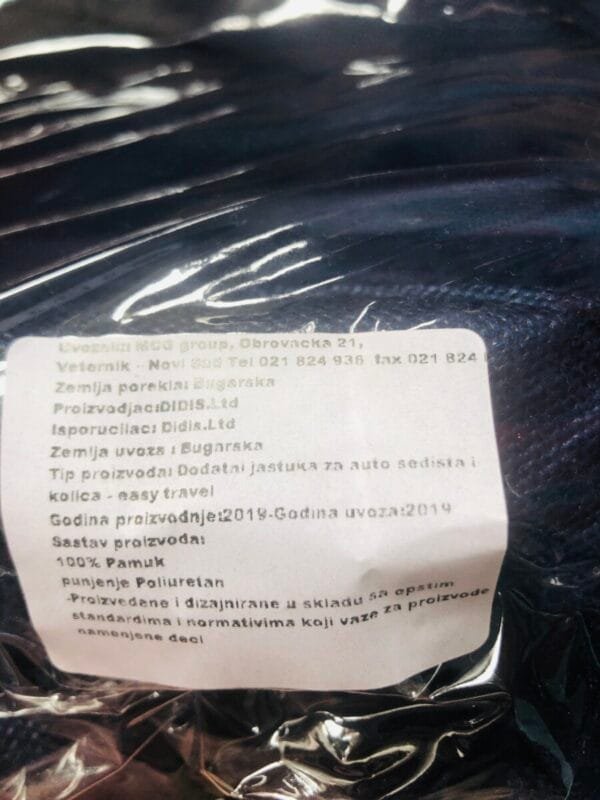 Uvoznik: MCG group, Obrovacka 21,
Veternik - Novi Sad Tel 021 824 936 fax 021 824
Zemlja porekla: Bugarska
Proizvodjac:DIDIS.Ltd
Isporucilac: Didis.Ltd
Zemlja uvoza : Bugarska
Tip proizvoda: Dodatni jastuka za auto sedista i
kolica - easy travel
Godina proizvodnje:2019-Godina uvoza:2019
Sastav proizvoda:
100% Pamuk
punjenje Poliuretan
-Proizvedene i dizajnirane u skladu sa opstim
standardima i normativima koji vaze za proizvode
namenjene deci